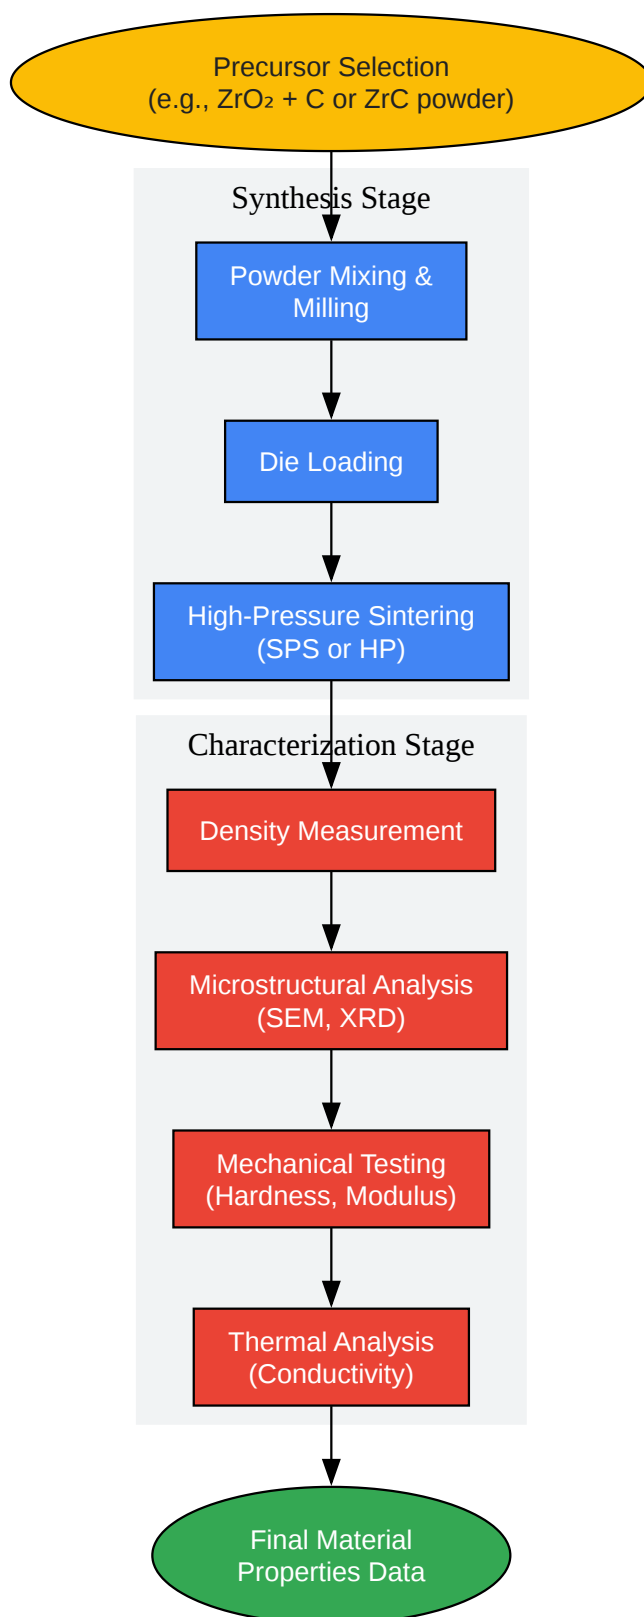 Precursor Selection
(e.g., ZrO₂ + C or ZrC powder)
Synthesis Stage
Powder Mixing &
Milling
Die Loading
High-Pressure Sintering
(SPS or HP)
Characterization Stage
Density Measurement
Microstructural Analysis
(SEM, XRD)
Mechanical Testing
(Hardness, Modulus)
Thermal Analysis
(Conductivity)
Final Material
Properties Data